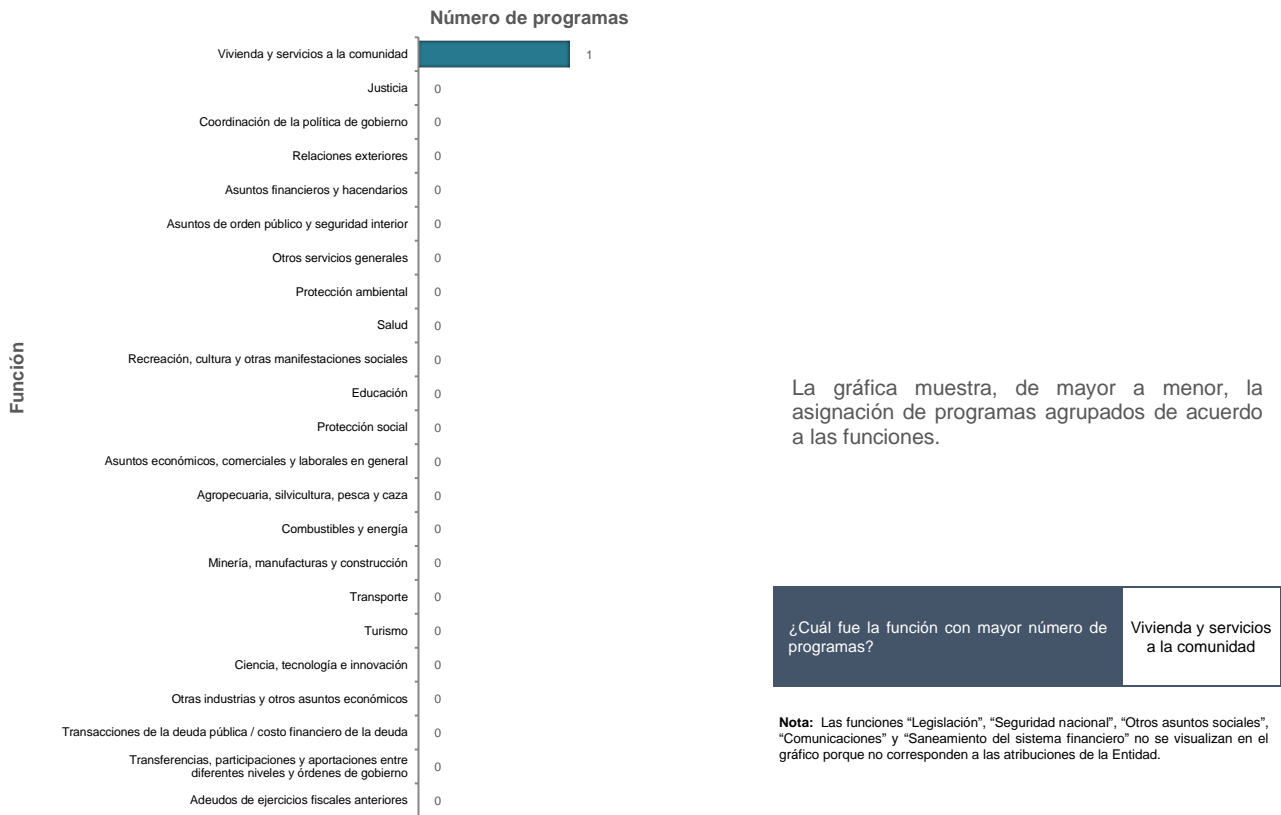 Número de programas
Función
Vivienda y servicios a la comunidad 1
Justicia 0
Coordinación de la política de gobierno 0
Relaciones exteriores 0
Asuntos financieros y hacendarios 0
Asuntos de orden público y seguridad interior 0
Otros servicios generales 0
Protección ambiental 0
Salud 0
Recreación, cultura y otras manifestaciones sociales 0
Educación 0
Protección social 0
Asuntos económicos, comerciales y laborales en general 0
Agropecuaria, silvicultura, pesca y caza 0
Combustibles y energía 0
Minería, manufacturas y construcción 0
Transporte 0
Turismo 0
Ciencia, tecnología e innovación 0
Otras industrias y otros asuntos económicos 0
Transacciones de la deuda pública / costo financiero de la deuda 0
Transferencias, participaciones y aportaciones entre
diferentes niveles y órdenes de gobierno 0
Adeudos de ejercicios fiscales anteriores 0
La gráfica muestra, de mayor a menor, la
asignación de programas agrupados de acuerdo
a las funciones.
¿Cuál fue la función con mayor número de
programas?
Vivienda y servicios
a la comunidad
Nota: Las funciones “Legislación”, “Seguridad nacional”, “Otros asuntos sociales”,
“Comunicaciones” y “Saneamiento del sistema financiero” no se visualizan en el
gráfico porque no corresponden a las atribuciones de la Entidad.